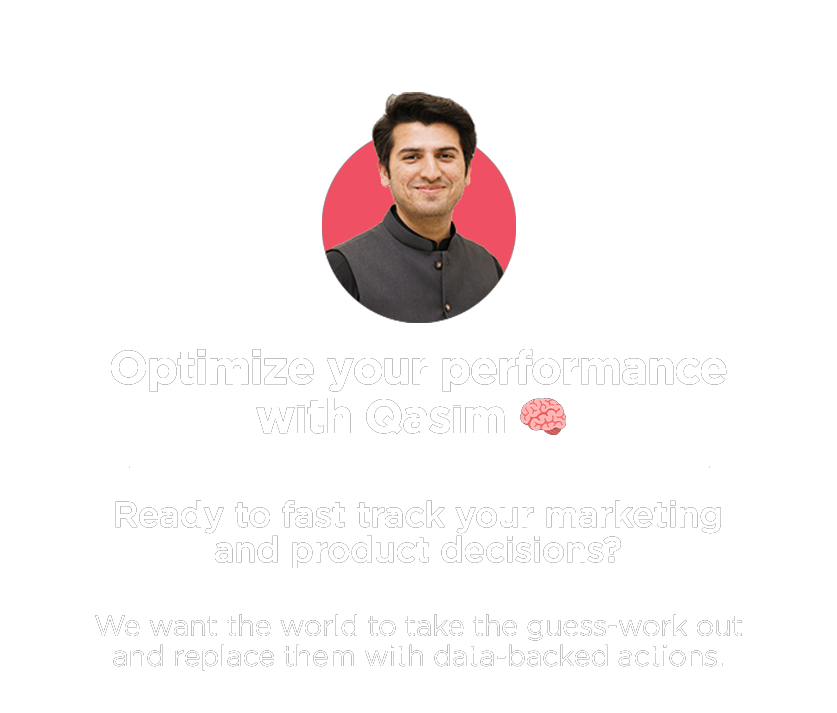 Optimize your performance
with Qasim 🧠
Ready to fast track your marketing
and product decisions?
We want the world to take the guess-work out
and replace them with data-backed actions.